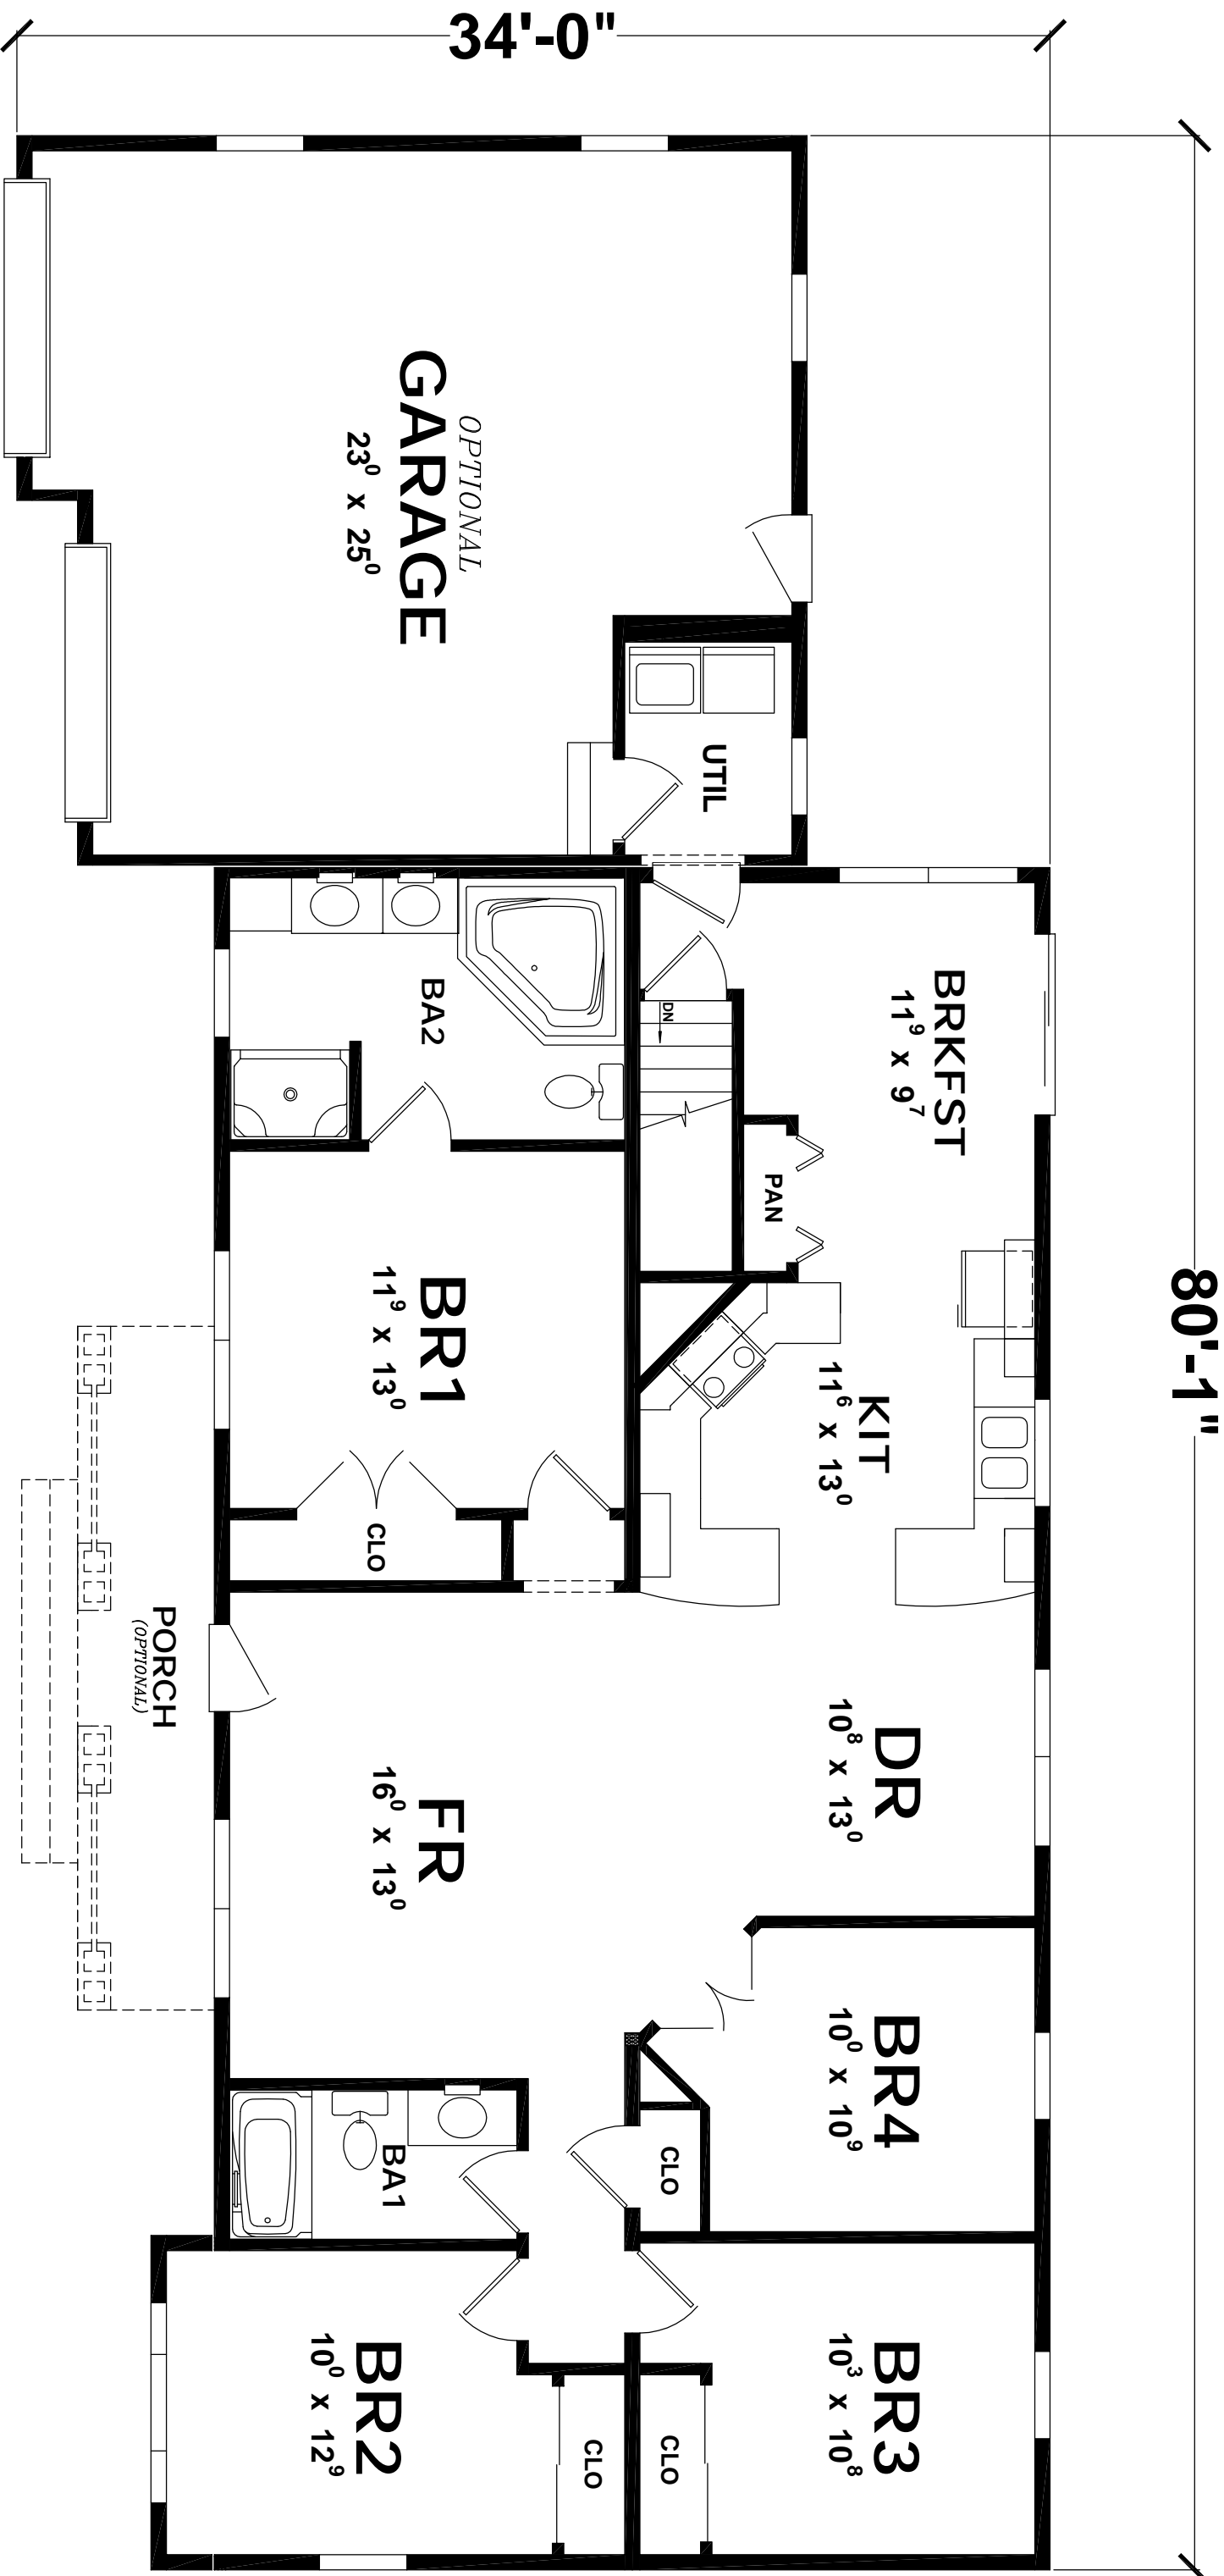 80'-1"
34'-0"
BRKFST
11⁹ x 9⁷
KIT
11⁶ x 13⁰
DR
10⁸ x 13⁰
BR4
10⁰ x 10⁹
BR3
10³ x 10⁸
UTIL
DN
PAN
CLO
CLO
OPTIONAL
GARAGE
23⁰ x 25⁰
BA2
BR1
11⁹ x 13⁰
CLO
FR
16⁰ x 13⁰
BA1
CLO
BR2
10⁰ x 12⁹
PORCH
(OPTIONAL)